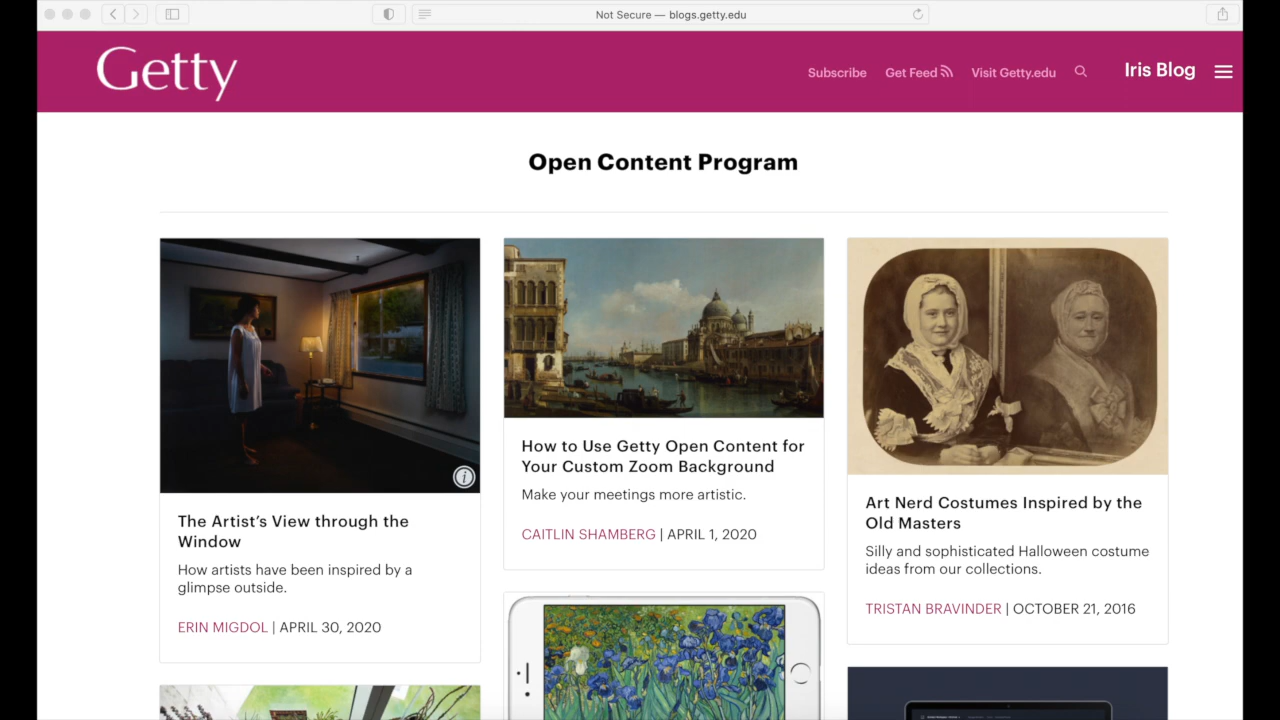 Not Secure — blogs.getty.edu
Getty
Subscribe
Get Feed
Visit Getty.edu
Iris Blog
Open Content Program
The Artist's View through the
Window
How artists have been inspired by a
glimpse outside.
ERIN MIGDOL | APRIL 30, 2020
How to Use Getty Open Content for
Your Custom Zoom Background
Make your meetings more artistic.
CAITLIN SHAMBERG | APRIL 1, 2020
Art Nerd Costumes Inspired by the
Old Masters
Silly and sophisticated Halloween costume
ideas from our collections.
TRISTAN BRAVINDER | OCTOBER 21, 2016